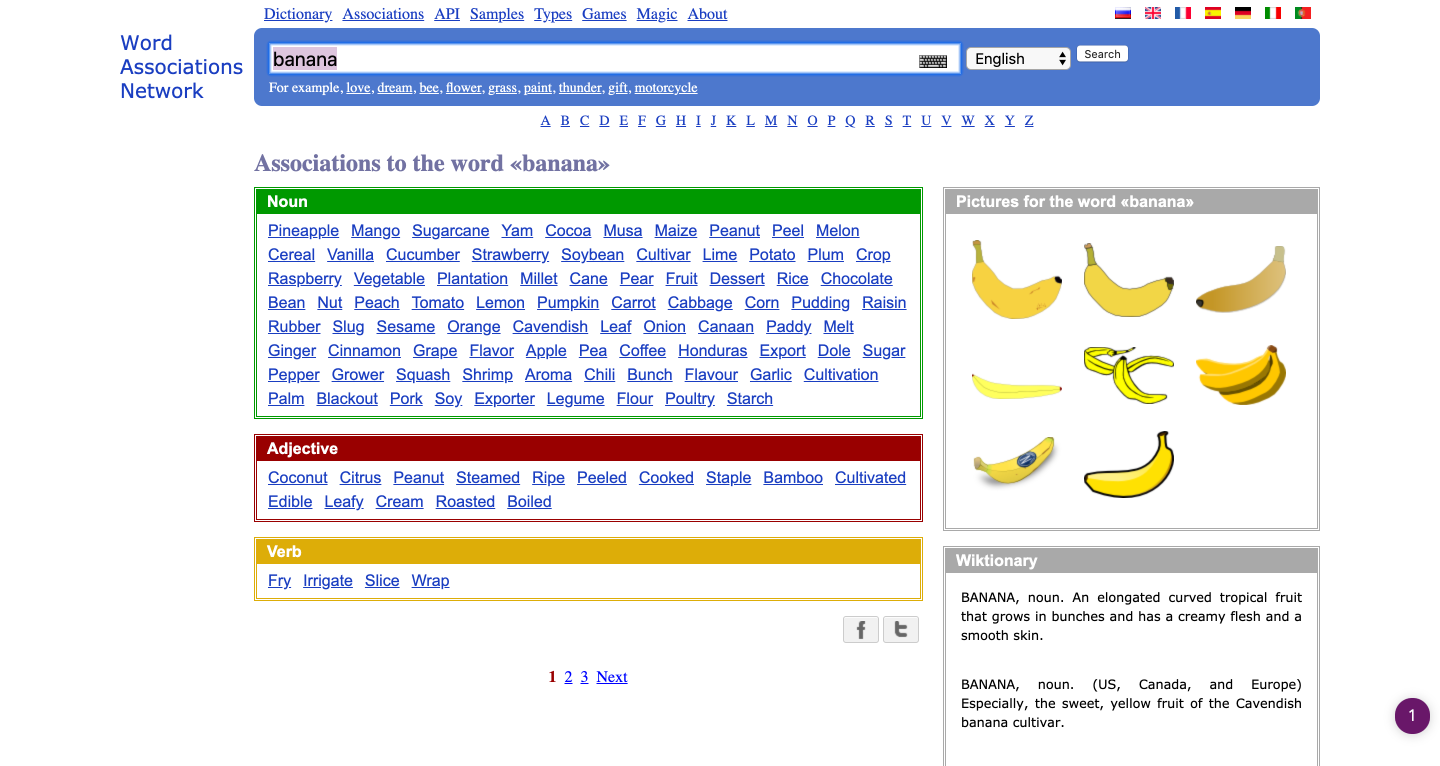 Dictionary Associations API Samples Types Games Magic About
Word
Associations
Network
banana English Search
For example, love, dream, bee, flower, grass, paint, thunder, gift, motorcycle
A B C D E F G H I J K L M N O P Q R S T U V W X Y Z
Associations to the word «banana»
Noun
Pineapple Mango Sugarcane Yam Cocoa Musa Maize Peanut Peel Melon
Cereal Vanilla Cucumber Strawberry Soybean Cultivar Lime Potato Plum Crop
Raspberry Vegetable Plantation Millet Cane Pear Fruit Dessert Rice Chocolate
Bean Nut Peach Tomato Lemon Pumpkin Carrot Cabbage Corn Pudding Raisin
Rubber Slug Sesame Orange Cavendish Leaf Onion Canaan Paddy Melt
Ginger Cinnamon Grape Flavor Apple Pea Coffee Honduras Export Dole Sugar
Pepper Grower Squash Shrimp Aroma Chili Bunch Flavour Garlic Cultivation
Palm Blackout Pork Soy Exporter Legume Flour Poultry Starch
Adjective
Coconut Citrus Peanut Steamed Ripe Peeled Cooked Staple Bamboo Cultivated
Edible Leafy Cream Roasted Boiled
Verb
Fry Irrigate Slice Wrap
1 2 3 Next
Pictures for the word «banana»
Wiktionary
BANANA, noun. An elongated curved tropical fruit
that grows in bunches and has a creamy flesh and a
smooth skin.
BANANA, noun. (US, Canada, and Europe)
Especially, the sweet, yellow fruit of the Cavendish
banana cultivar.
1